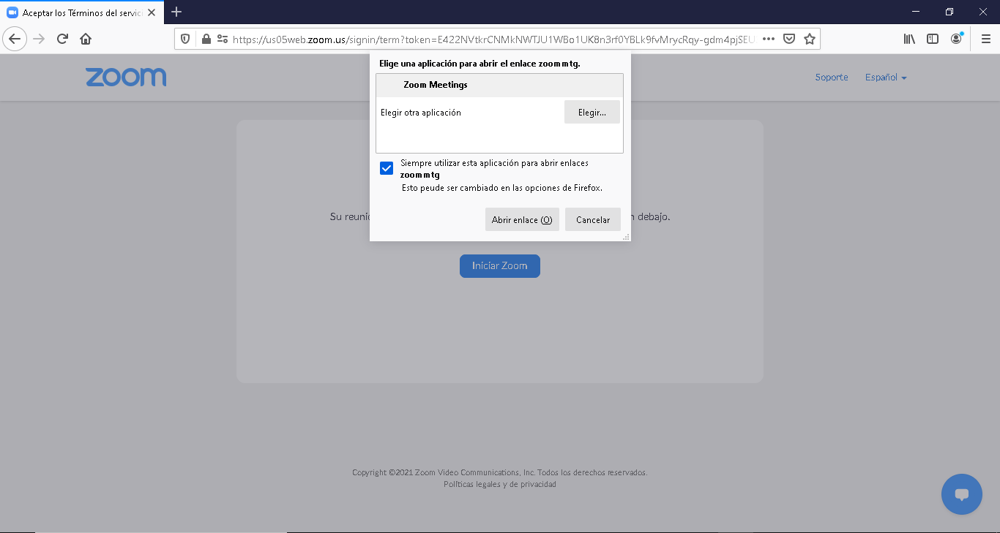 Aceptar los Términos del servici
https://us05web.zoom.us/signin/term?token=E422NVtkrCNMkNWTJU1WBo1UK8n3rf0YBLk9fvMrycRqy-gdm4pjSEU
zoom
Soporte
Español
Elige una aplicación para abrir el enlace zoommtg.
Zoom Meetings
Elegir otra aplicación
Elegir...
Siempre utilizar esta aplicación para abrir enlaces
zoommtg
Esto peude ser cambiado en las opciones de Firefox.
Abrir enlace (O)
Cancelar
Su reunió
debajo.
Iniciar Zoom
Copyright ©2021 Zoom Video Communications, Inc. Todos los derechos reservados.
Políticas legales y de privacidad